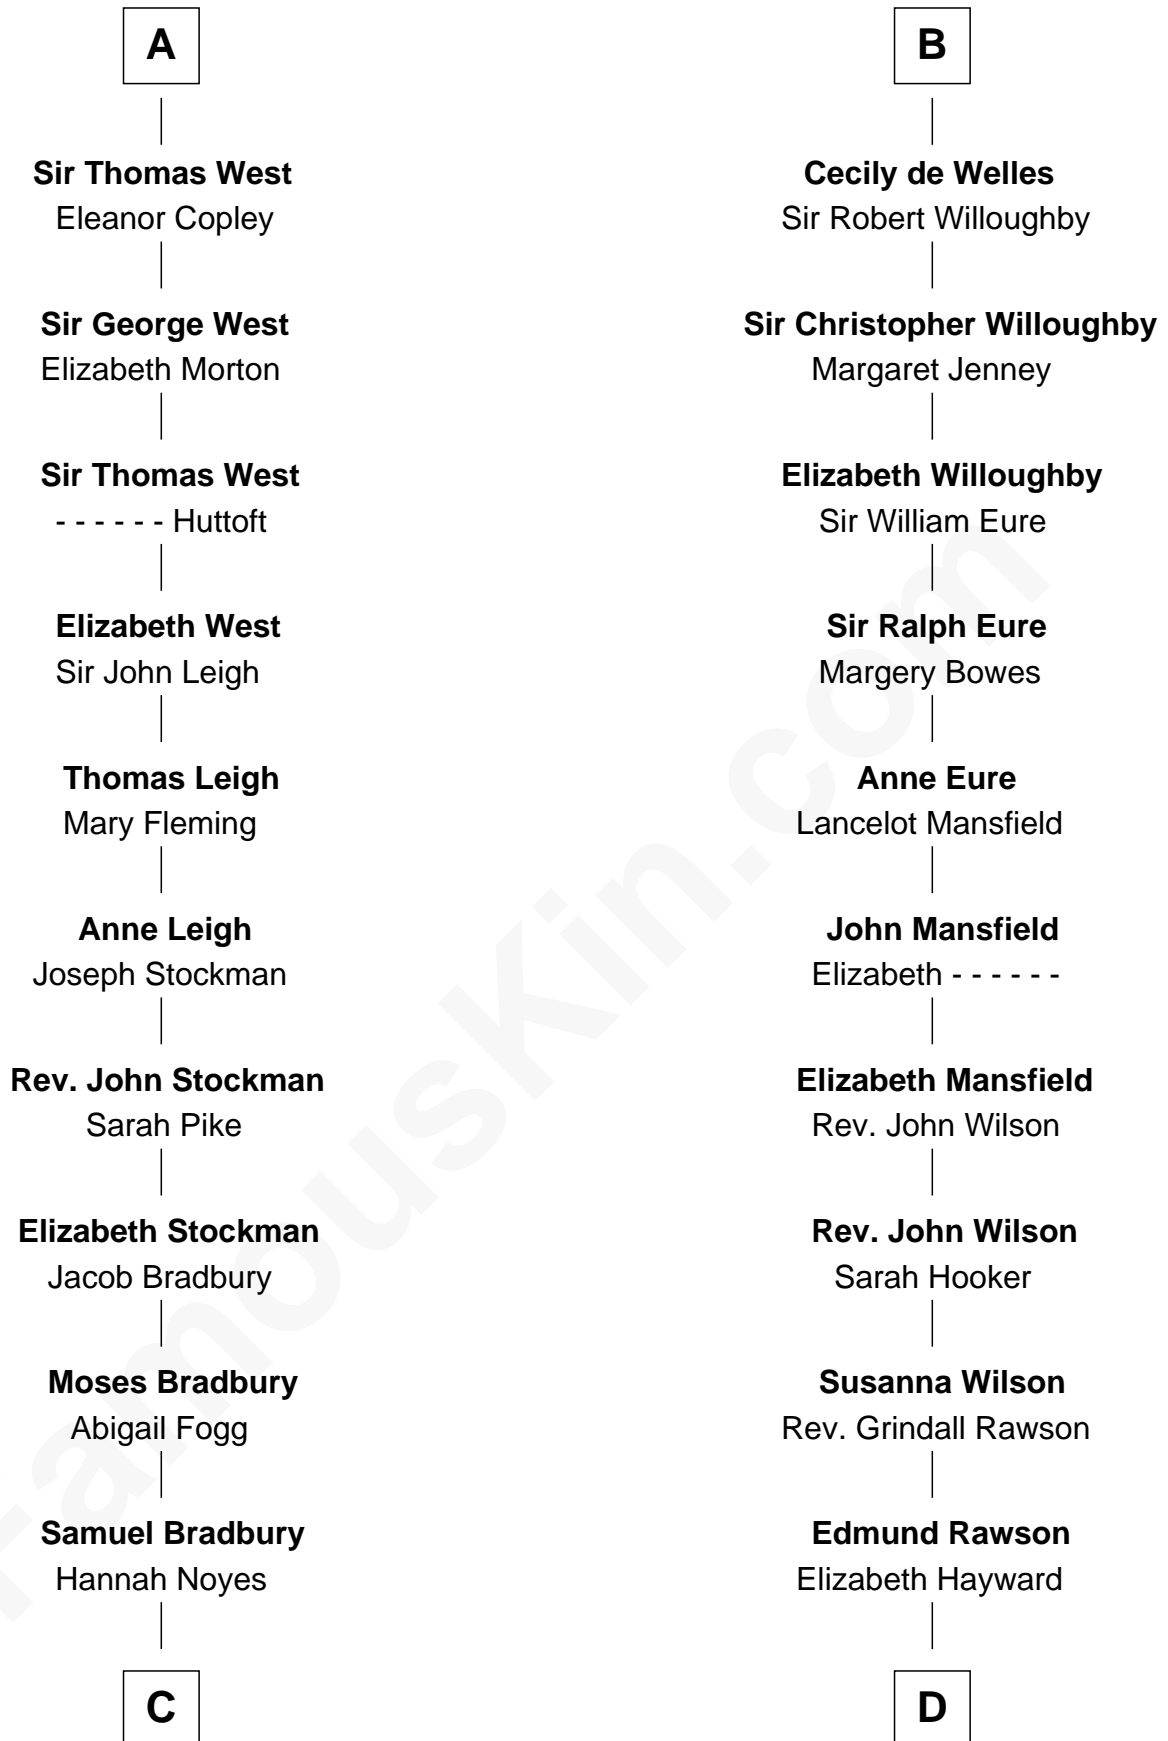 A
Sir Thomas West
Eleanor Copley
Sir George West
Elizabeth Morton
Sir Thomas West
- - - - - - Huttoft
Elizabeth West
Sir John Leigh
Thomas Leigh
Mary Fleming
Anne Leigh
Joseph Stockman
Rev. John Stockman
Sarah Pike
Elizabeth Stockman
Jacob Bradbury
Moses Bradbury
Abigail Fogg
Samuel Bradbury
Hannah Noyes
C
B
Cecily de Welles
Sir Robert Willoughby
Sir Christopher Willoughby
Margaret Jenney
Elizabeth Willoughby
Sir William Eure
Sir Ralph Eure
Margery Bowes
Anne Eure
Lancelot Mansfield
John Mansfield
Elizabeth - - - - - -
Elizabeth Mansfield
Rev. John Wilson
Rev. John Wilson
Sarah Hooker
Susanna Wilson
Rev. Grindall Rawson
Edmund Rawson
Elizabeth Hayward
D
FamousKin.com